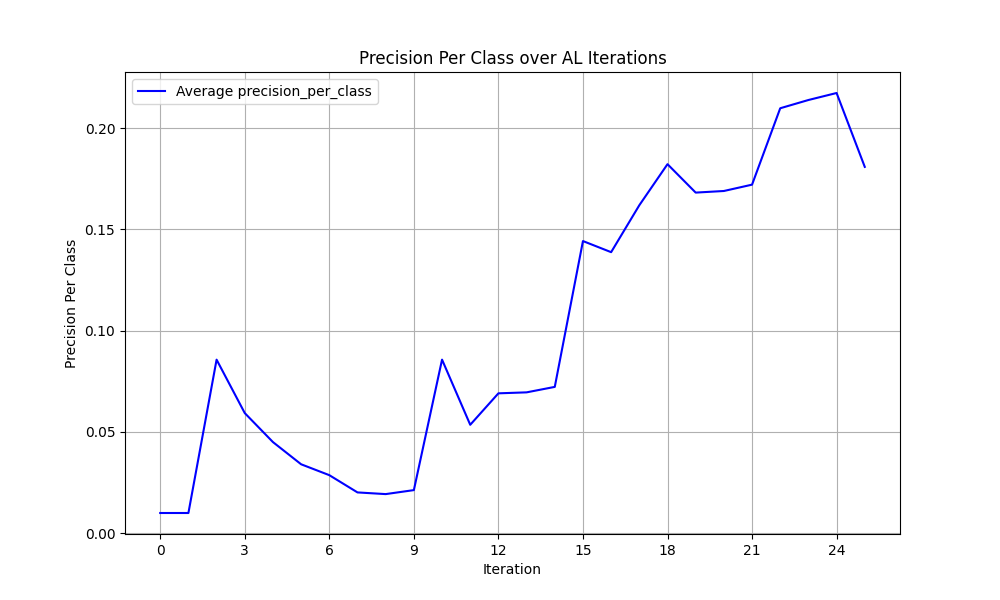 Precision Per Class over AL Iterations
Average precision_per_class
Precision Per Class
0.20
0.15
0.10
0.05
0.00
0 3 6 9 12 15 18 21 24
Iteration